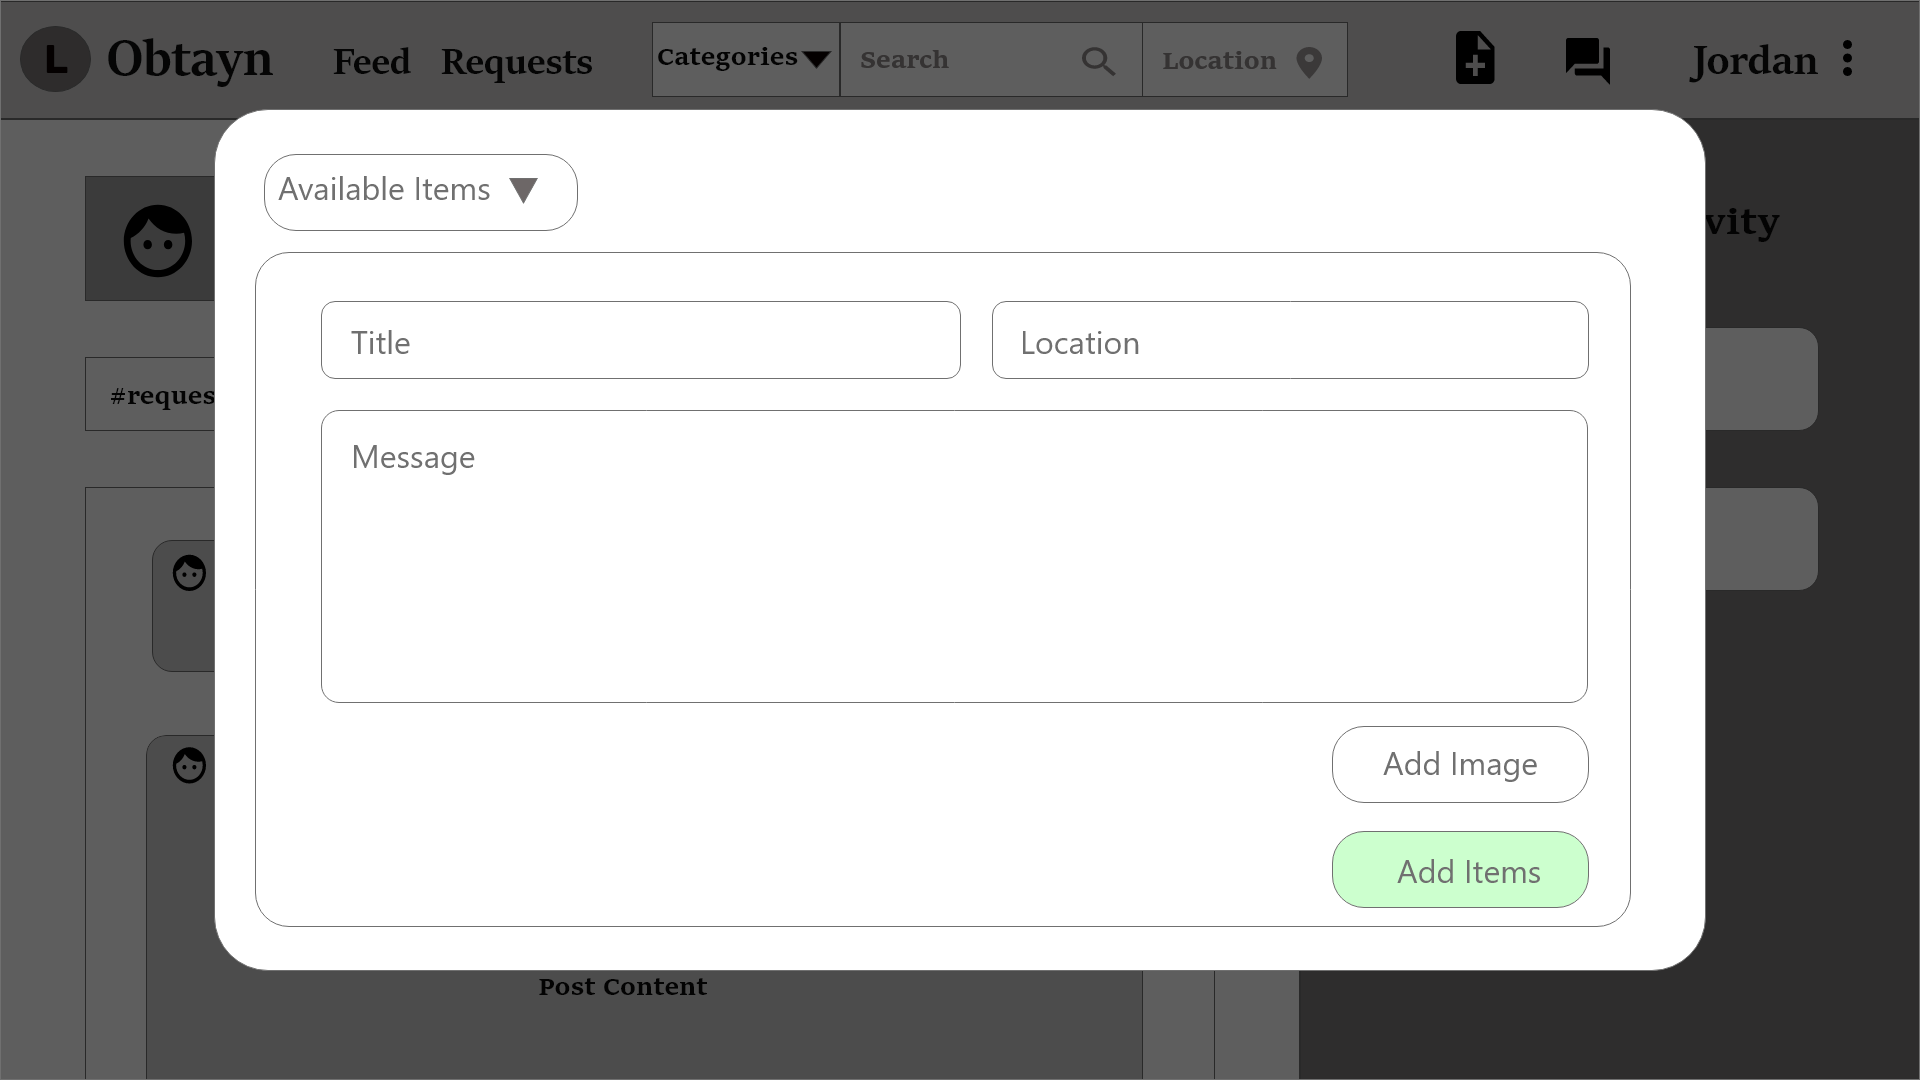 L Obtayn Feed Requests Categories Search Location Jordan
Available Items
vity
Title Location
#reques
Message
Add Image
Add Items
Post Content